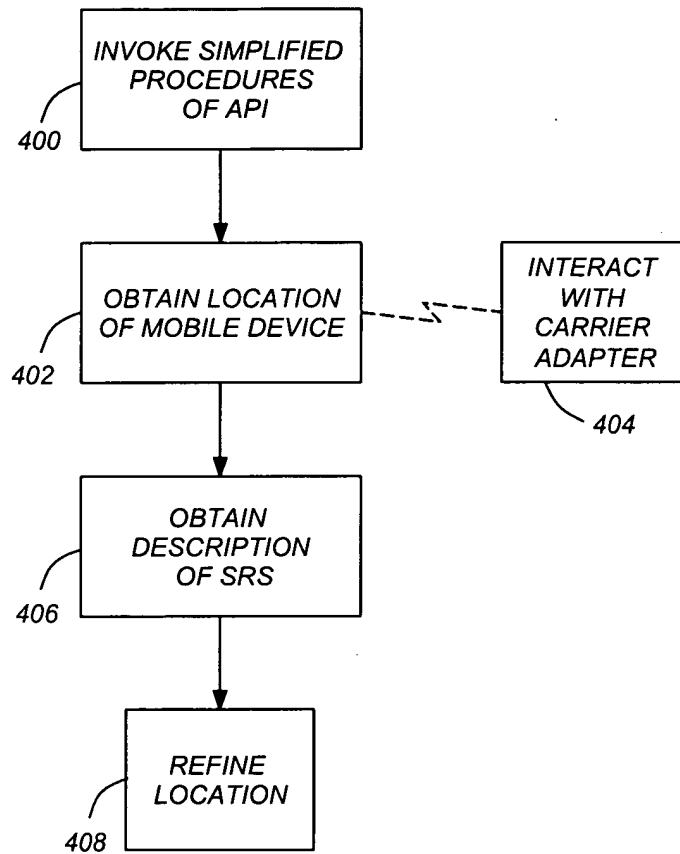 INVOKE SIMPLIFIED
PROCEDURES
OF API
400
OBTAIN LOCATION
OF MOBILE DEVICE
402
INTERACT
WITH
CARRIER
ADAPTER
404
OBTAIN
DESCRIPTION
OF SRS
406
REFINE
LOCATION
408